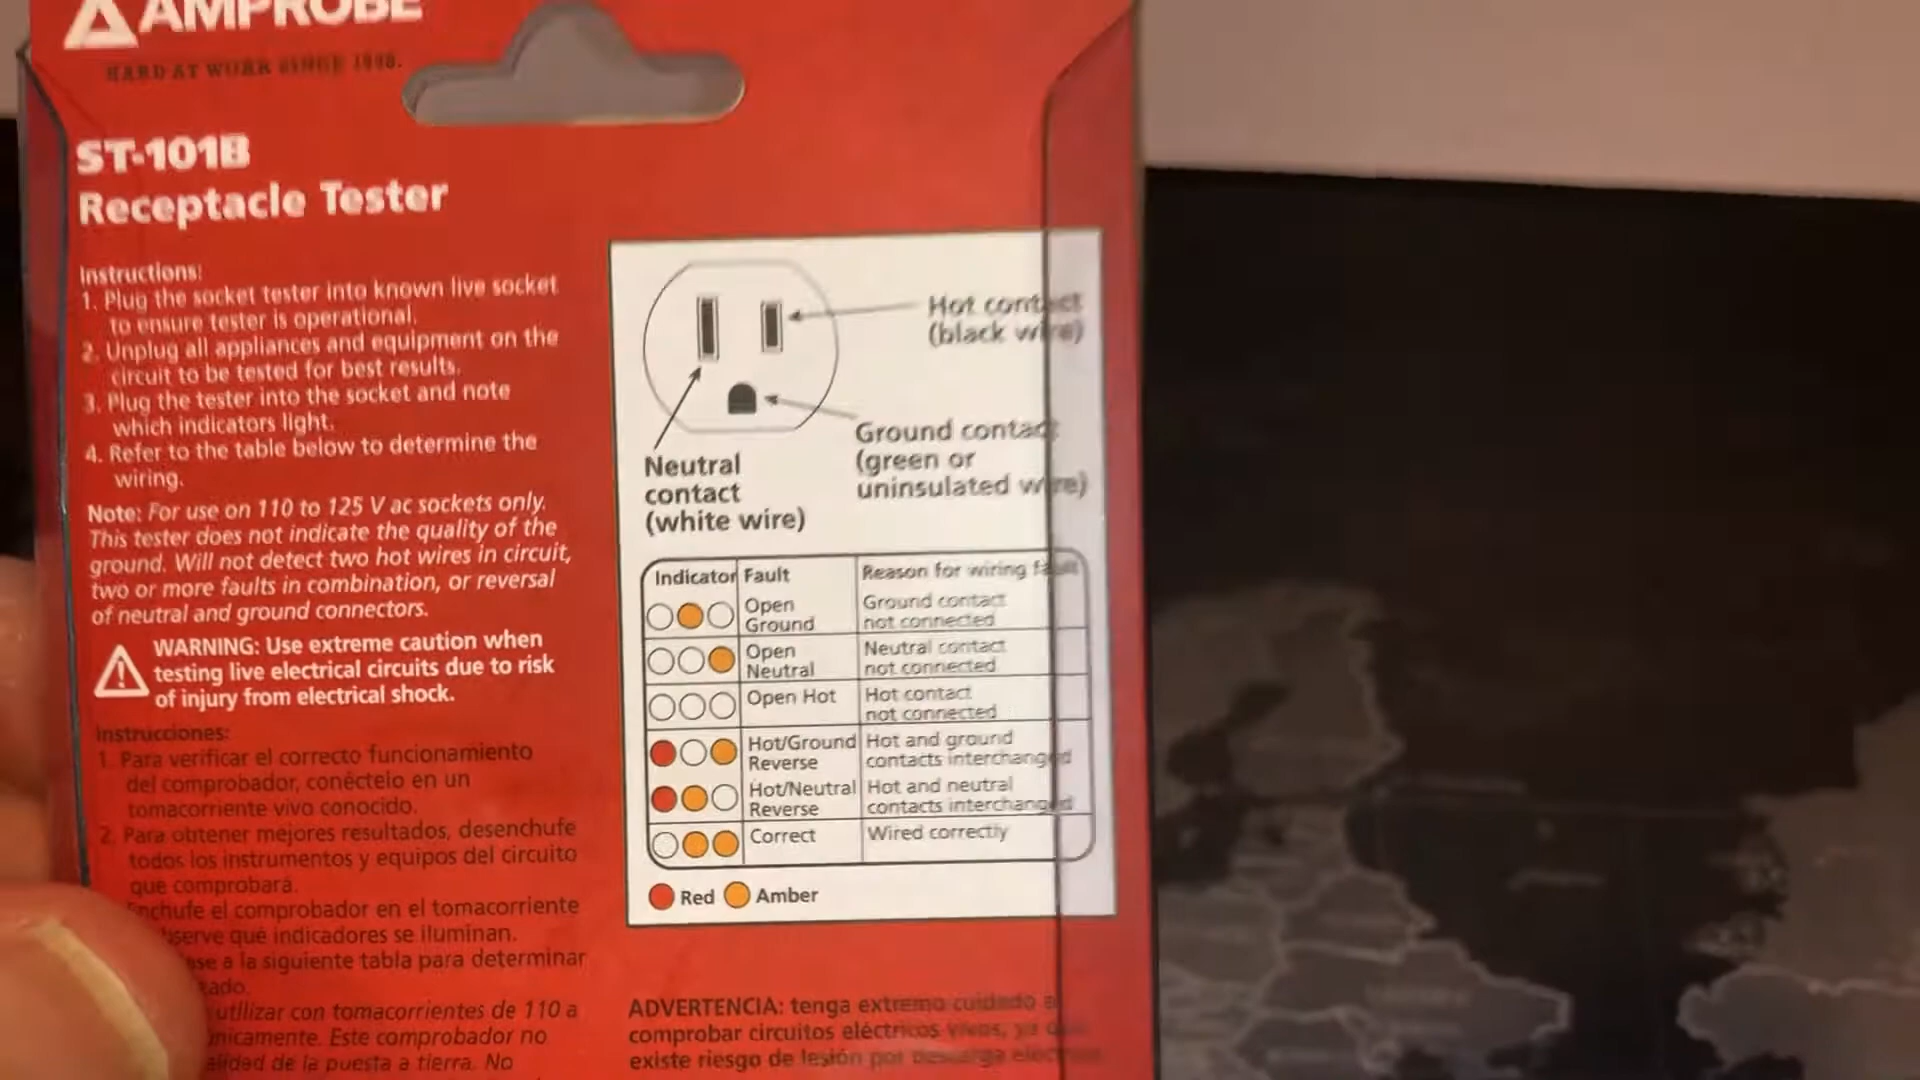 AMPROBE
HARD AT WORK SINCE 1948.
ST-101B
Receptacle Tester
Instructions:
1. Plug the socket tester into known live socket
to ensure tester is operational.
2. Unplug all appliances and equipment on the
circuit to be tested for best results.
3. Plug the tester into the socket and note
which indicators light.
4. Refer to the table below to determine the
wiring.
Note: For use on 110 to 125 V ac sockets only.
This tester does not indicate the quality of the
ground. Will not detect two hot wires in circuit,
two or more faults in combination, or reversal
of neutral and ground connectors.
WARNING: Use extreme caution when
testing live electrical circuits due to risk
of injury from electrical shock.
Instrucciones:
1. Para verificar el correcto funcionamiento
del comprobador, conéctelo en un
tomacorriente vivo conocido.
2. Para obtener mejores resultados, desenchufe
todos los instrumentos y equipos del circuito
que comprobará.
el comprobador en el tomacorriente
qué indicadores se iluminan.
a la siguiente tabla para determinar
utilizar con tomacorrientes de 110 a
Este comprobador no
de la puesta a tierra. No
Hot contact
(black wire)
Ground contact
(green or
uninsulated wire)
Neutral
contact
(white wire)
Indicator Fault Reason for wiring fault
Open Ground Ground contact not connected
Open Neutral Neutral contact not connected
Open Hot Hot contact not connected
Hot/Ground Reverse Hot and ground contacts interchanged
Hot/Neutral Reverse Hot and neutral contacts interchanged
Correct Wired correctly
Red Amber
ADVERTENCIA: tenga extremo cuidado al
comprobar circuitos eléctricos vivos, ya que
existe riesgo de lesión por descarga eléctrica